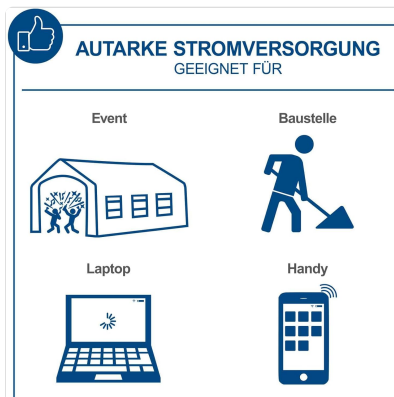 AUTARKE STROMVERSORGUNG
GEEIGNET FÜR
Event
Baustelle
Laptop
Handy